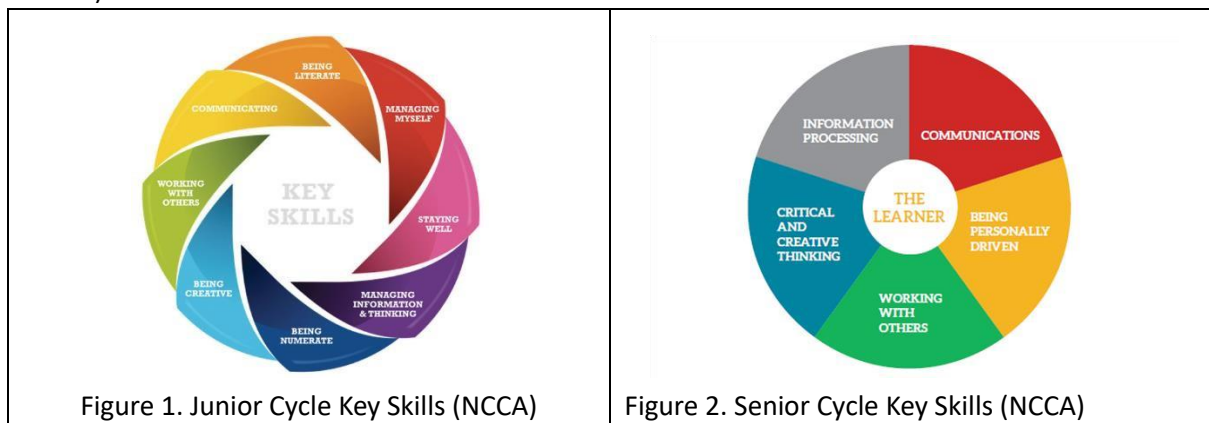 BEING
LITERATE
MANAGING
MYSELF
COMMUNICATING
STAYING
WELL
WORKING
WITH
OTHERS
KEY
SKILLS
BEING
CREATIVE
MANAGING
INFORMATION
& THINKING
BEING
NUMERATE
Figure 1. Junior Cycle Key Skills (NCCA)
INFORMATION
PROCESSING
COMMUNICATIONS
THE
LEARNER
CRITICAL
AND
CREATIVE
THINKING
BEING
PERSONALLY
DRIVEN
WORKING
WITH
OTHERS
Figure 2. Senior Cycle Key Skills (NCCA)